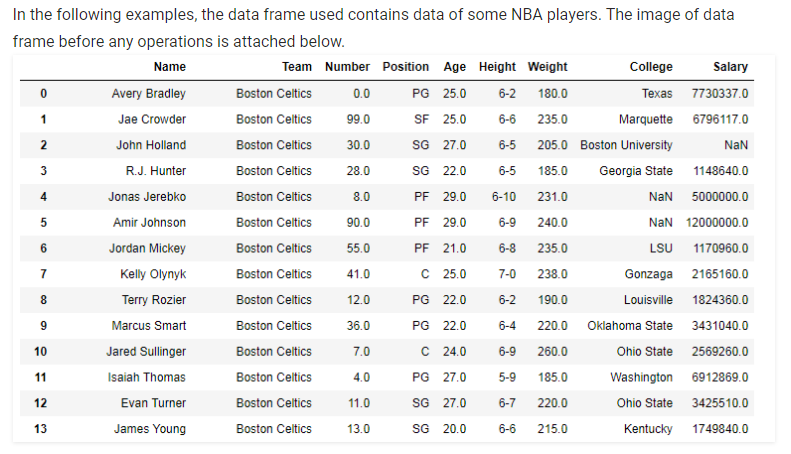 In the following examples, the data frame used contains data of some NBA players. The image of data
frame before any operations is attached below.
Name Team Number Position Age Height Weight College Salary
0 Avery Bradley Boston Celtics 0.0 PG 25.0 6-2 180.0 Texas 7730337.0
1 Jae Crowder Boston Celtics 99.0 SF 25.0 6-6 235.0 Marquette 6796117.0
2 John Holland Boston Celtics 30.0 SG 27.0 6-5 205.0 Boston University NaN
3 R.J. Hunter Boston Celtics 28.0 SG 22.0 6-5 185.0 Georgia State 1148640.0
4 Jonas Jerebko Boston Celtics 8.0 PF 29.0 6-10 231.0 NaN 5000000.0
5 Amir Johnson Boston Celtics 90.0 PF 29.0 6-9 240.0 NaN 12000000.0
6 Jordan Mickey Boston Celtics 55.0 PF 21.0 6-8 235.0 LSU 1170960.0
7 Kelly Olynyk Boston Celtics 41.0 C 25.0 7-0 238.0 Gonzaga 2165160.0
8 Terry Rozier Boston Celtics 12.0 PG 22.0 6-2 190.0 Louisville 1824360.0
9 Marcus Smart Boston Celtics 36.0 PG 22.0 6-4 220.0 Oklahoma State 3431040.0
10 Jared Sullinger Boston Celtics 7.0 C 24.0 6-9 260.0 Ohio State 2569260.0
11 Isaiah Thomas Boston Celtics 4.0 PG 27.0 5-9 185.0 Washington 6912869.0
12 Evan Turner Boston Celtics 11.0 SG 27.0 6-7 220.0 Ohio State 3425510.0
13 James Young Boston Celtics 13.0 SG 20.0 6-6 215.0 Kentucky 1749840.0